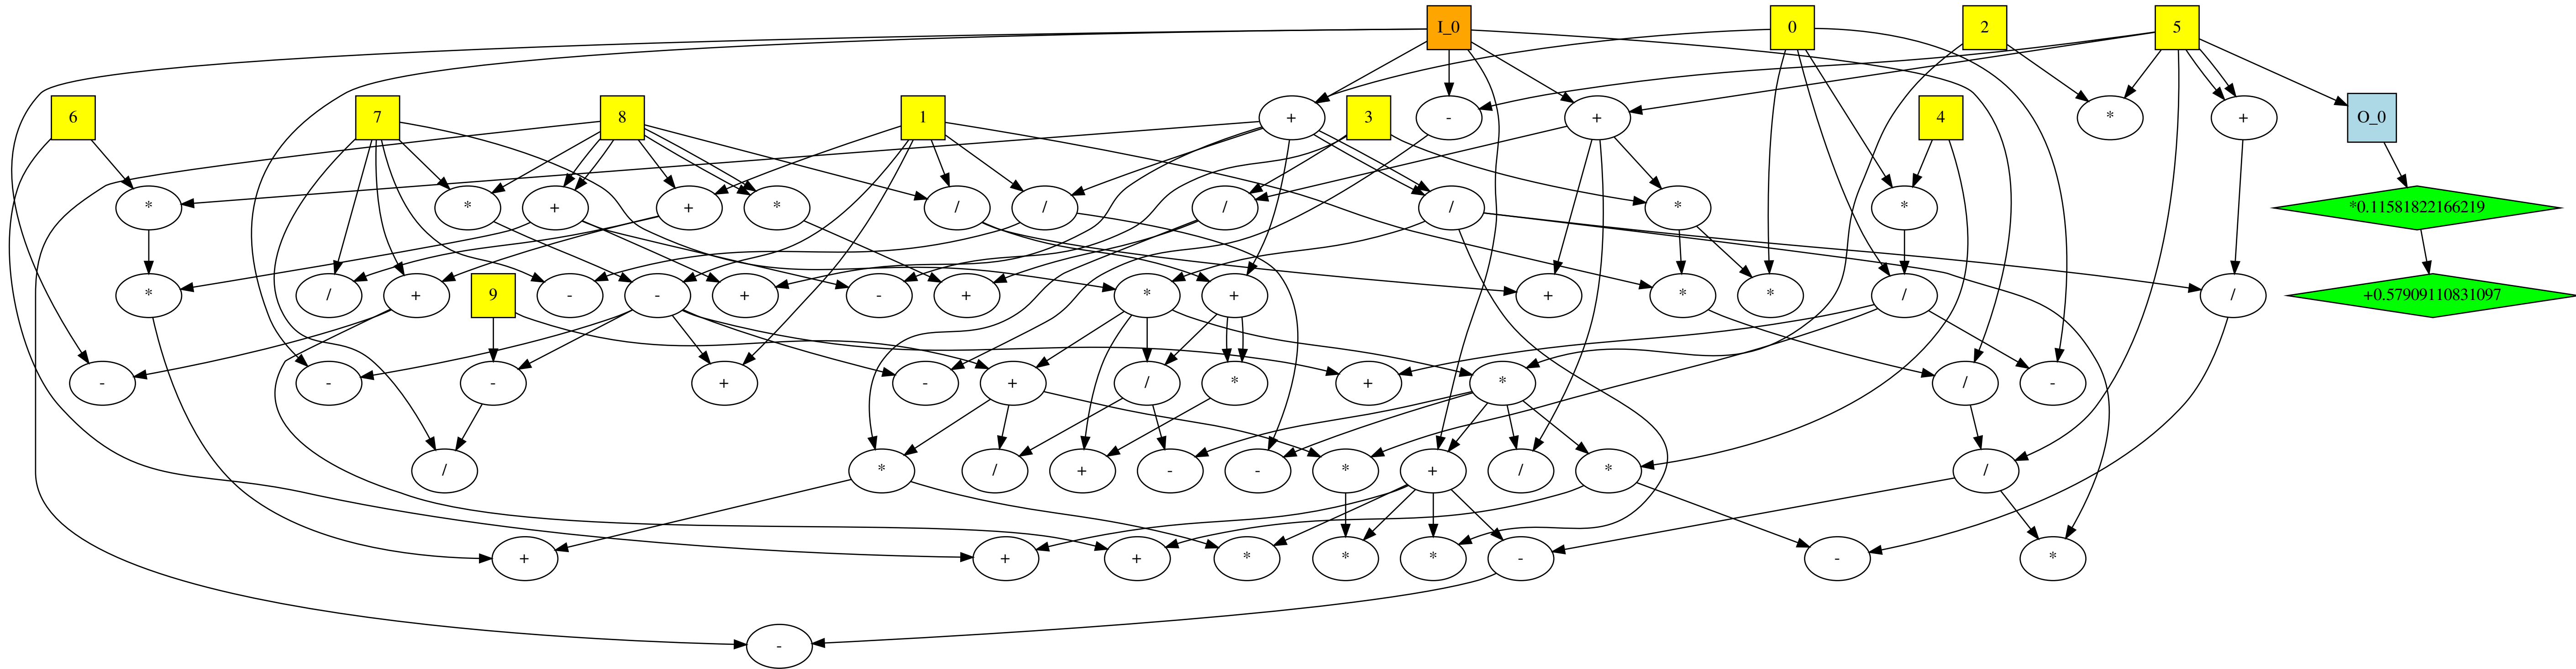 I_0 0 2 5
6 7 8 1 + 3 - + 4 * + O_0
* * + + * / / / / * * *0.11581822166219
* / + 9 - - + - + * + + * * / / +0.57909110831097
- - - + - + / * + * / -
/ * / + - - * + / * /
+ + + * * * - - *
-